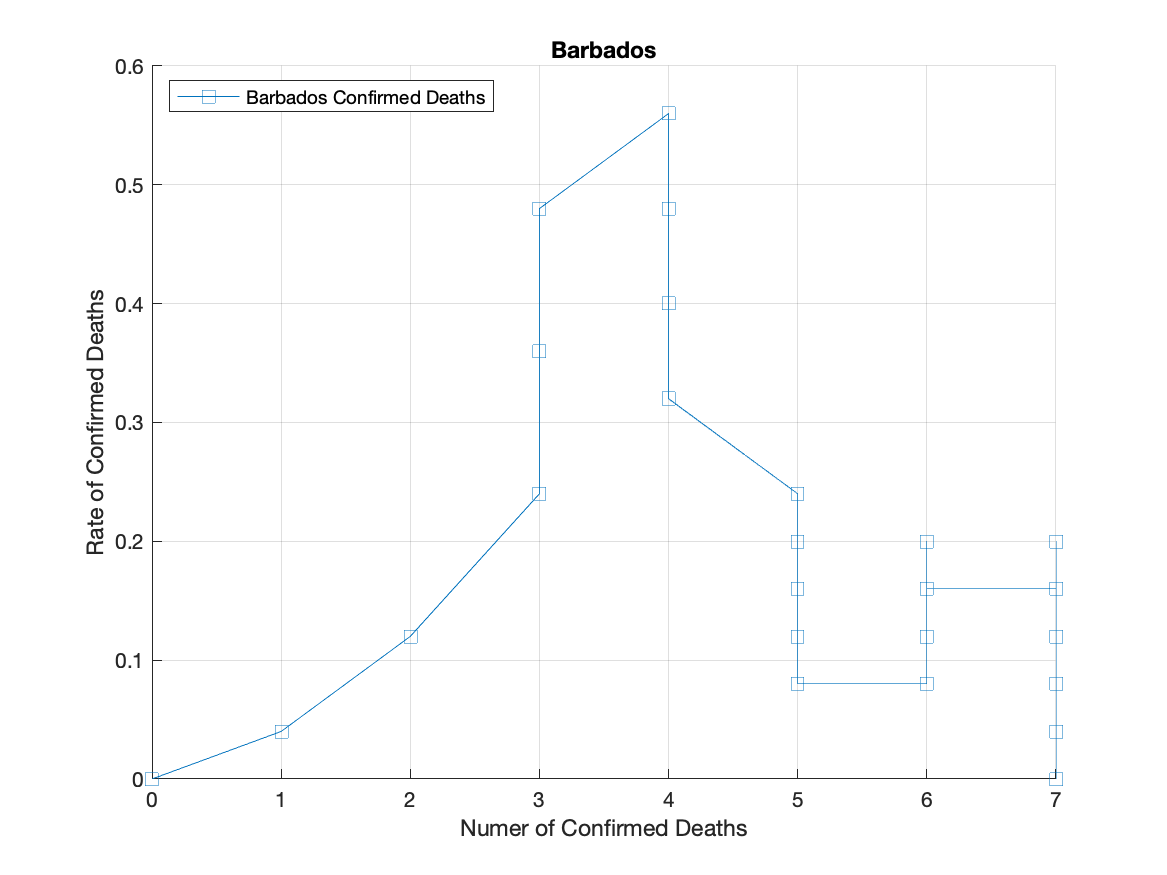 Barbados
Barbados Confirmed Deaths
Rate of Confirmed Deaths
0.6
0.5
0.4
0.3
0.2
0.1
0
0 1 2 3 4 5 6 7
Numer of Confirmed Deaths